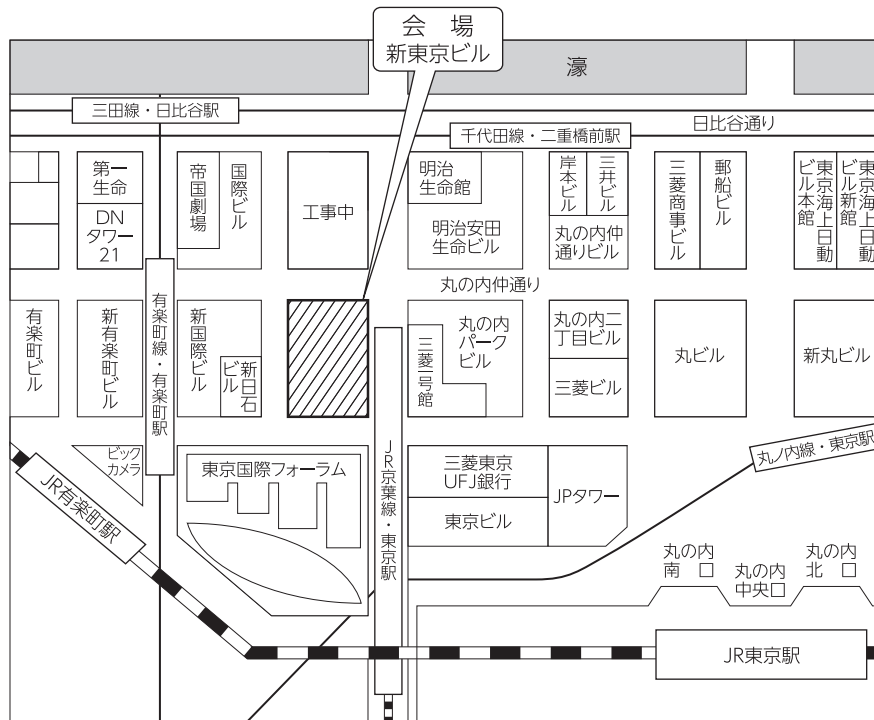 会 場
新東京ビル
濠
三田線・日比谷駅
日比谷通り
千代田線・二重橋前駅
第一
生命
DN
タワー
21
帝国劇場
国際ビル
工事中
明治
生命館
明治安田
生命ビル
岸本ビル
三井ビル
丸の内仲
通りビル
三菱商事ビル
郵船ビル
東京海上日動
ビル本館
東京海上日動
ビル新館
丸の内仲通り
有楽町ビル
新有楽町ビル
有楽町線・有楽町駅
新国際ビル
新日石
ビル
三菱一号館
丸の内
パーク
ビル
丸の内二
丁目ビル
三菱ビル
丸ビル
新丸ビル
ビック
カメラ
東京国際フォーラム
JR京葉線・東京駅
三菱東京
UFJ銀行
東京ビル
JPタワー
丸ノ内線・東京駅
JR有楽町駅
丸の内
南 口
丸の内
中央口
丸の内
北 口
JR東京駅